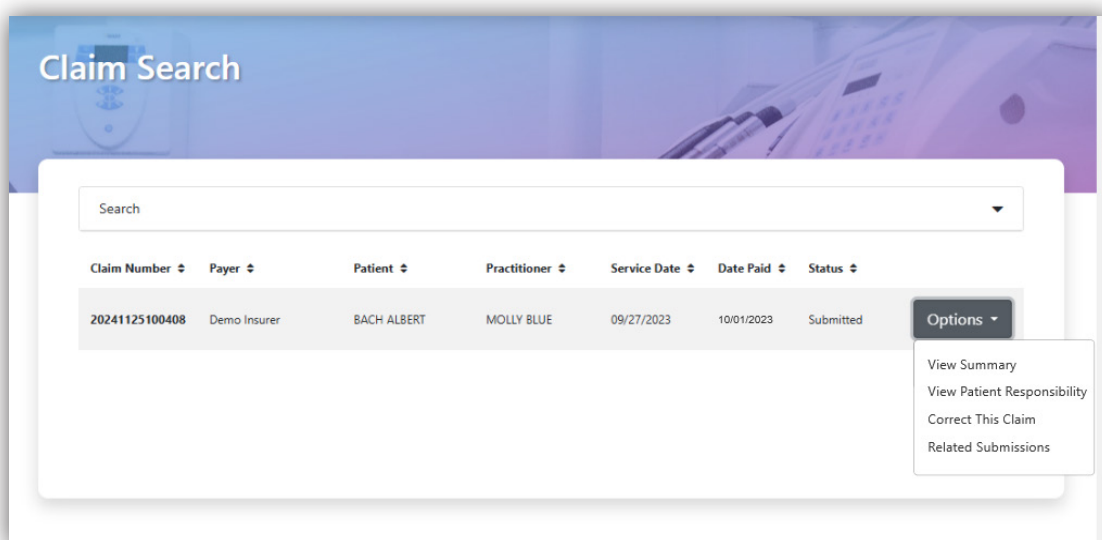 Claim Search
Search
Claim Number Payer Patient Practitioner Service Date Date Paid Status
20241125100408 Demo Insurer BACH ALBERT MOLLY BLUE 09/27/2023 10/01/2023 Submitted Options
View Summary
View Patient Responsibility
Correct This Claim
Related Submissions